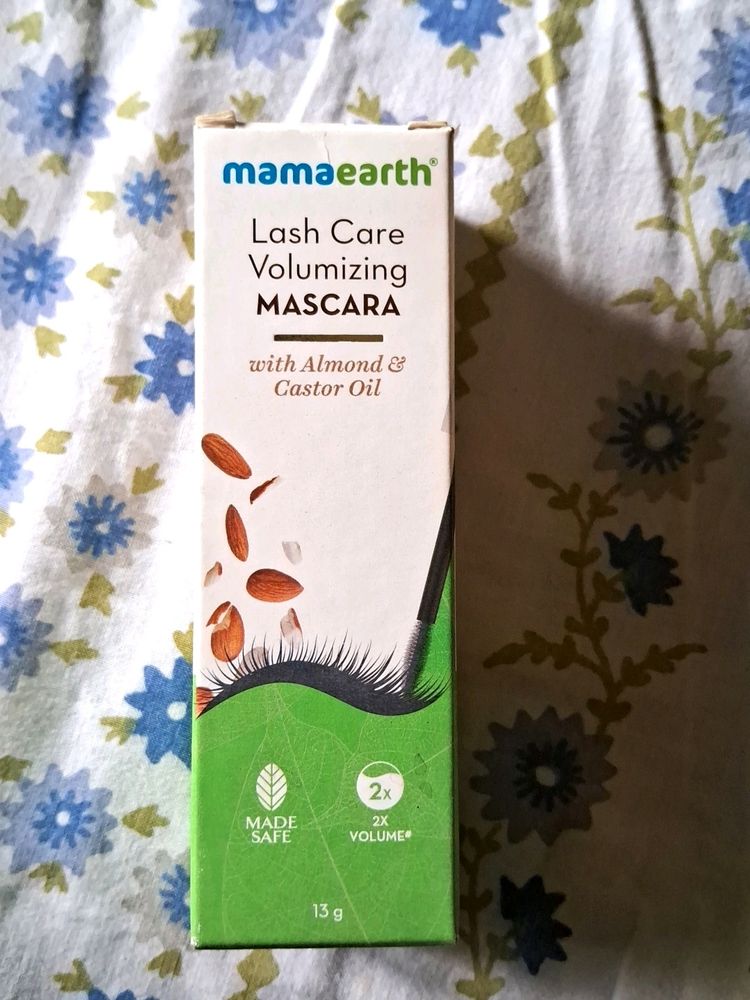 mamaearth®
Lash Care
Volumizing
MASCARA
with Almond &
Castor Oil
2x
MADE
SAFE
2X
VOLUME#
13 g